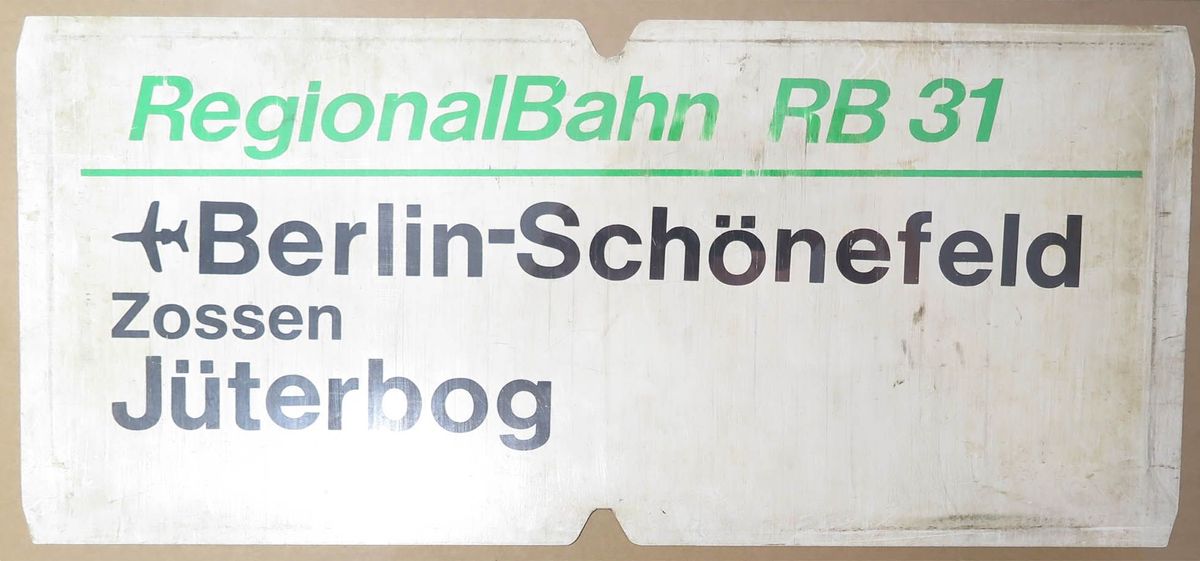 RegionalBahn RB 31
Berlin-Schönefeld
Zossen
Jüterbog